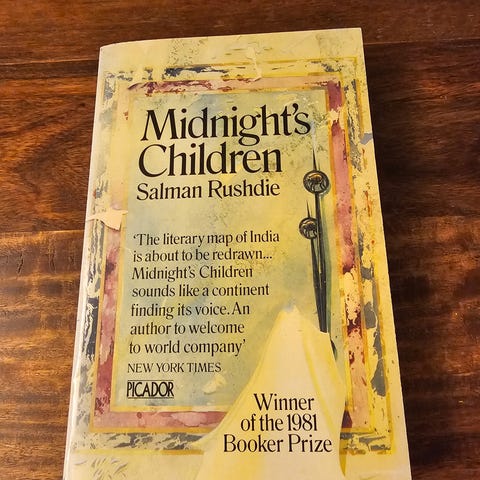 Midnight's
Children
Salman Rushdie
'The literary map of India
is about to be redrawn...
Midnight's Children
sounds like a continent
finding its voice. An
author to welcome
to world company'
NEW YORK TIMES
PICADOR
Winner
of the 1981
Booker Prize